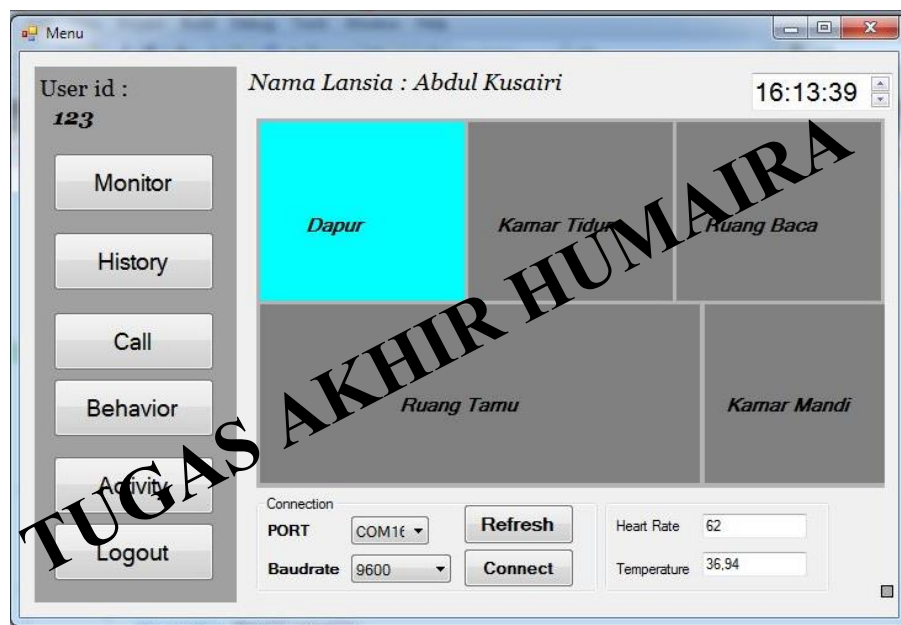 Menu
User id :
123
Nama Lansia : Abdul Kusairi
16:13:39
Monitor
History
Call
Behavior
Activity
Logout
Dapur
Kamar Tidur
Ruang Baca
Ruang Tamu
Kamar Mandi
TUGAS AKHIR HUMAIRA
Connection
PORT
COM16
Refresh
Baudrate
9600
Connect
Heart Rate
62
Temperature
36,94